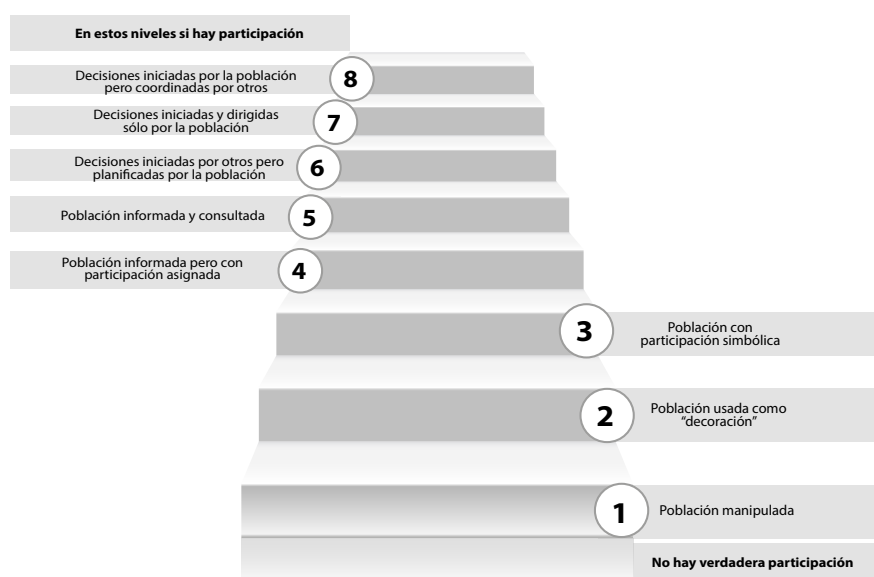 En estos niveles si hay participación
Decisiones iniciadas por la población
pero coordinadas por otros
8
Decisiones iniciadas y dirigidas
sólo por la población
7
Decisiones iniciadas por otros pero
planificadas por la población
6
Población informada y consultada
5
Población informada pero con
participación asignada
4
3
Población con
participación simbólica
2
Población usada como
“decoración”
1
Población manipulada
No hay verdadera participación